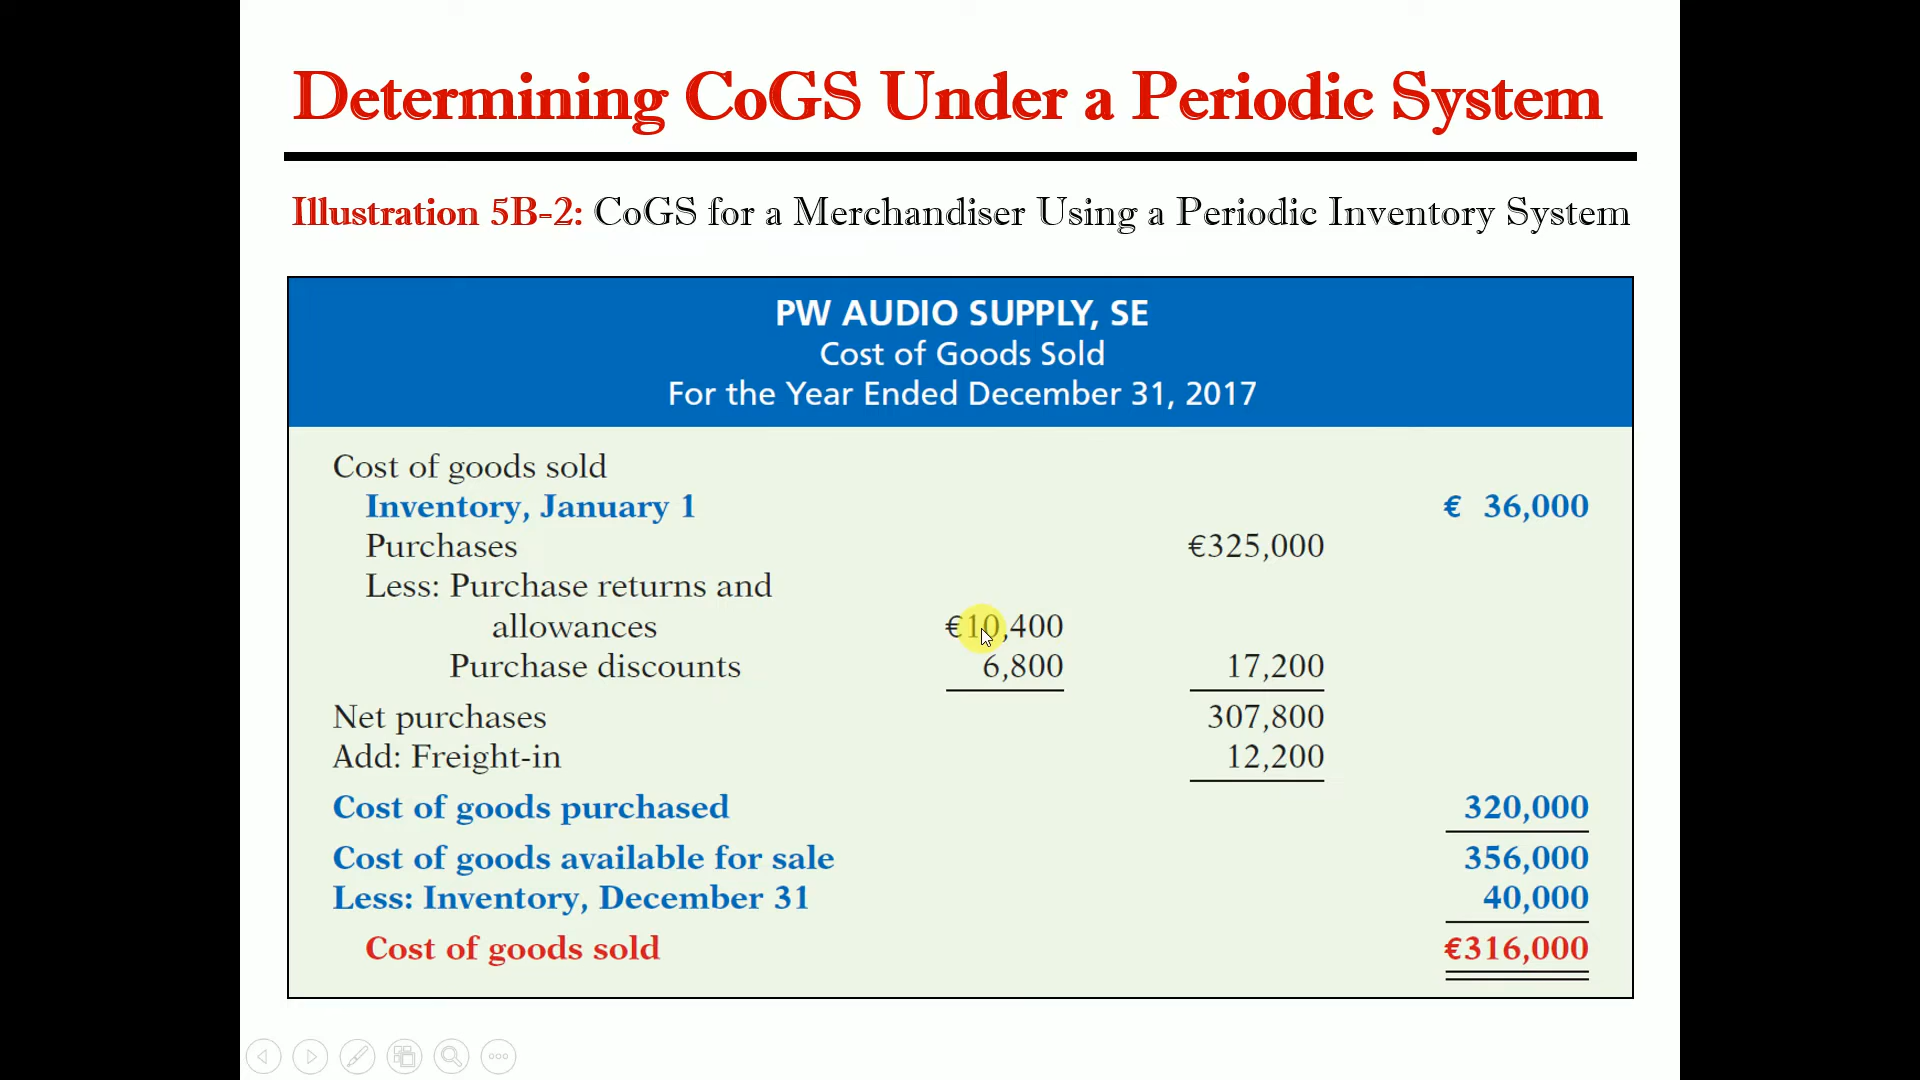 Determining CoGS Under a Periodic System
Illustration 5B-2: CoGS for a Merchandiser Using a Periodic Inventory System
PW AUDIO SUPPLY, SE
Cost of Goods Sold
For the Year Ended December 31, 2017
Cost of goods sold
Inventory, January 1 € 36,000
Purchases €325,000
Less: Purchase returns and
allowances €10,400
Purchase discounts 6,800 17,200
Net purchases 307,800
Add: Freight-in 12,200
Cost of goods purchased 320,000
Cost of goods available for sale 356,000
Less: Inventory, December 31 40,000
Cost of goods sold €316,000